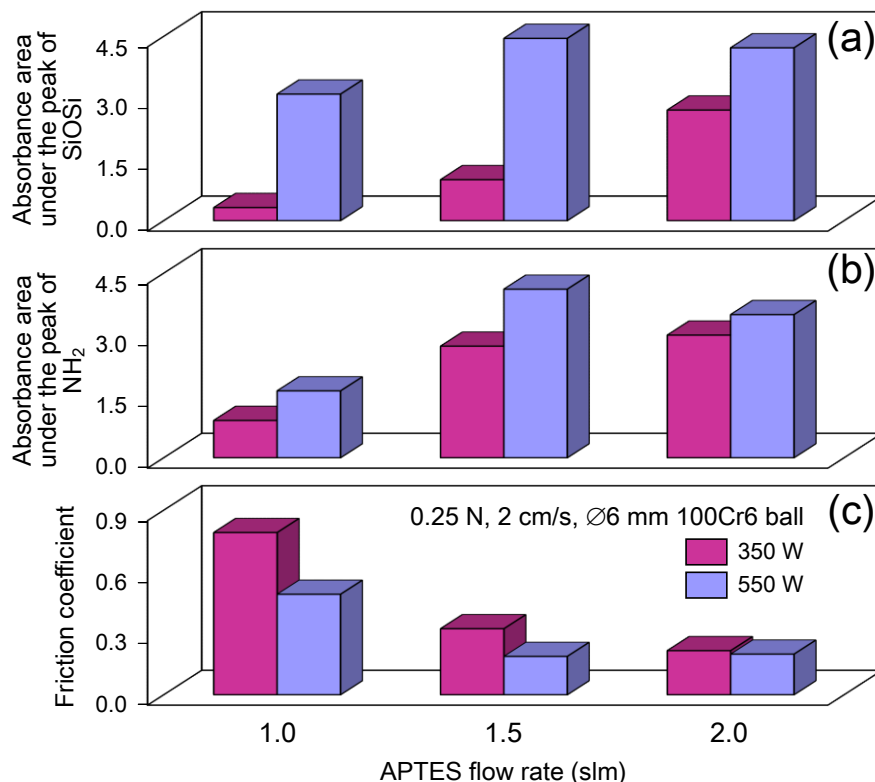 (a)
Absorbance area
under the peak of
SiOSi
4.5
3.0
1.5
0.0
(b)
Absorbance area
under the peak of
NH₂
4.5
3.0
1.5
0.0
(c)
Friction coefficient
0.9
0.6
0.3
0.0
0.25 N, 2 cm/s, ∅6 mm 100Cr6 ball
350 W
550 W
1.0 1.5 2.0
APTES flow rate (slm)